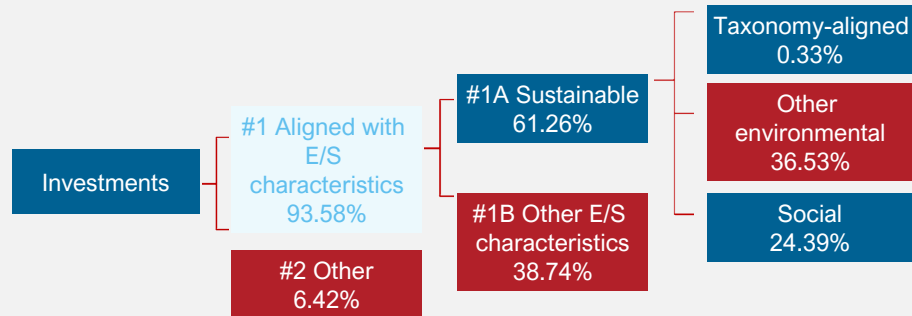 Investments
#1 Aligned with
E/S
characteristics
93.58%
#2 Other
6.42%
#1A Sustainable
61.26%
#1B Other E/S
characteristics
38.74%
Taxonomy-aligned
0.33%
Other
environmental
36.53%
Social
24.39%